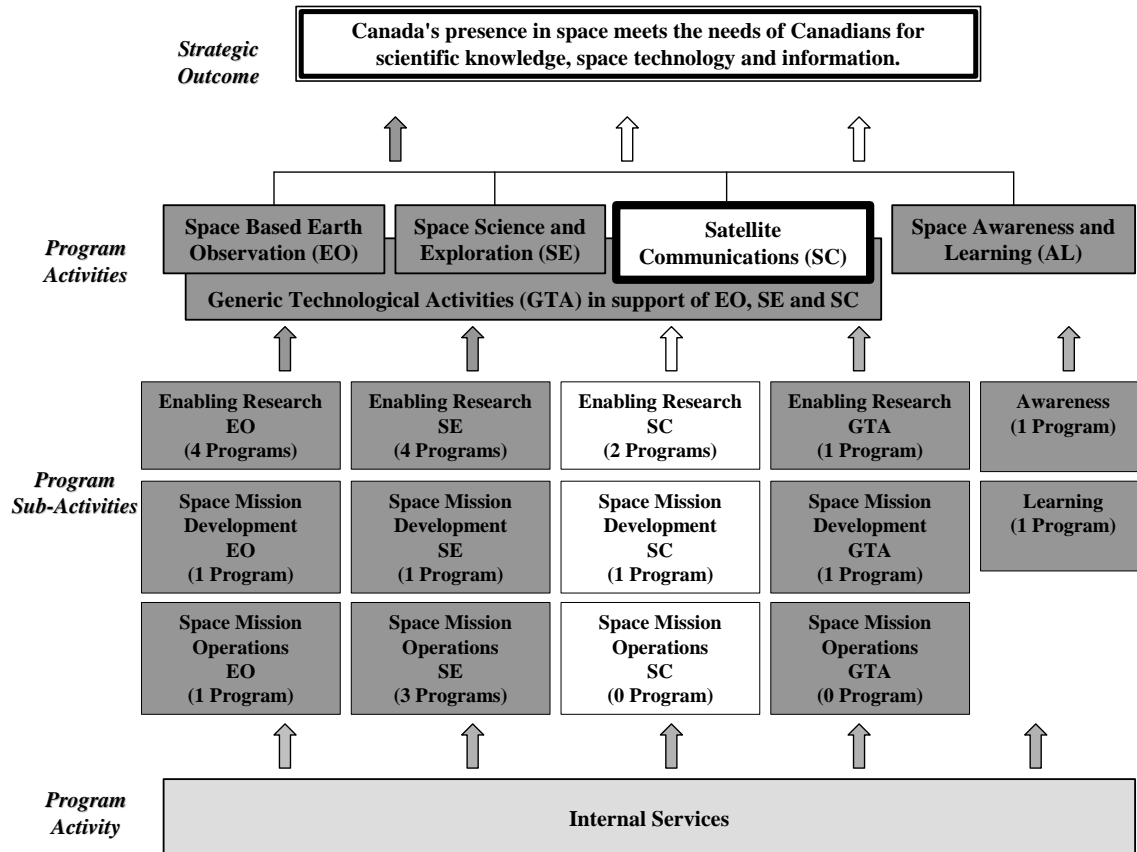 Strategic
Outcome
Canada's presence in space meets the needs of Canadians for
scientific knowledge, space technology and information.
Program
Activities
Space Based Earth
Observation (EO)
Space Science and
Exploration (SE)
Satellite
Communications (SC)
Space Awareness and
Learning (AL)
Generic Technological Activities (GTA) in support of EO, SE and SC
Program
Sub-Activities
Enabling Research
EO
(4 Programs)
Enabling Research
SE
(4 Programs)
Enabling Research
SC
(2 Programs)
Enabling Research
GTA
(1 Program)
Awareness
(1 Program)
Space Mission
Development
EO
(1 Program)
Space Mission
Development
SE
(1 Program)
Space Mission
Development
SC
(1 Program)
Space Mission
Development
GTA
(1 Program)
Learning
(1 Program)
Space Mission
Operations
EO
(1 Program)
Space Mission
Operations
SE
(3 Programs)
Space Mission
Operations
SC
(0 Program)
Space Mission
Operations
GTA
(0 Program)
Program
Activity
Internal Services